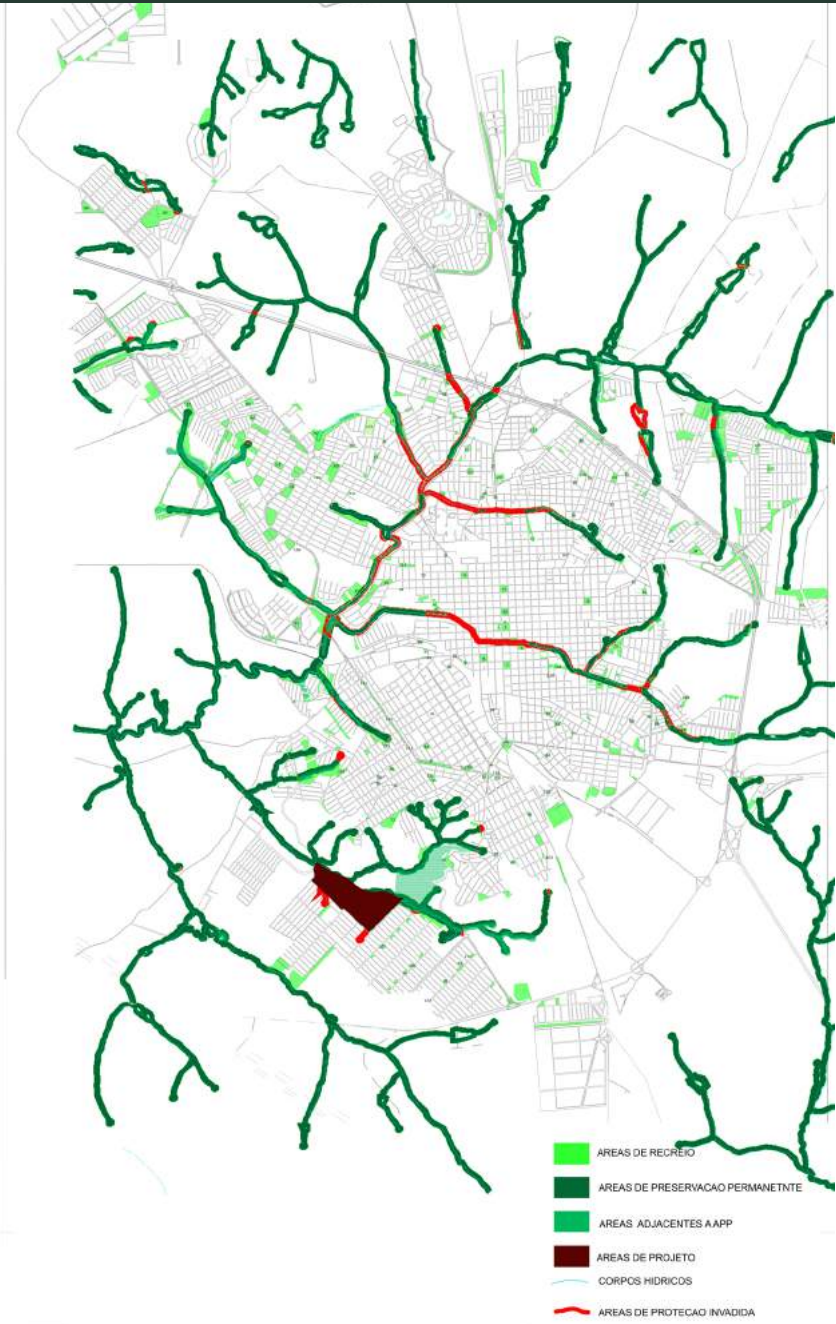 AREAS DE RECREIO
AREAS DE PRESERVACAO PERMANETNTE
AREAS ADJACENTES A APP
AREAS DE PROJETO
CORPOS HIDRICOS
AREAS DE PROTECAO INVADIDA